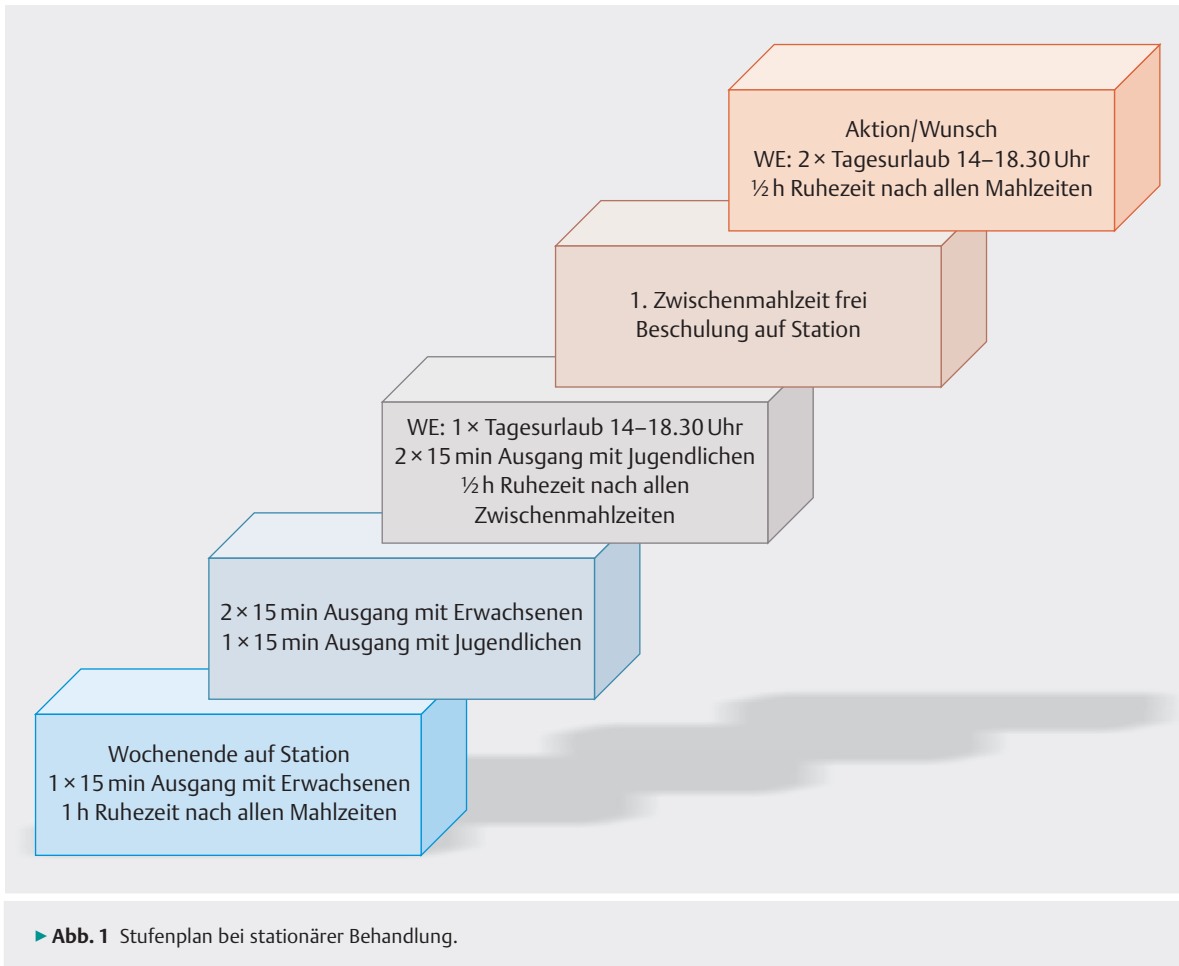 Aktion/Wunsch
WE: 2 × Tagesurlaub 14–18.30 Uhr
½ h Ruhezeit nach allen Mahlzeiten
1. Zwischenmahlzeit frei
Beschulung auf Station
WE: 1 × Tagesurlaub 14–18.30 Uhr
2 × 15 min Ausgang mit Jugendlichen
½ h Ruhezeit nach allen
Zwischenmahlzeiten
2 × 15 min Ausgang mit Erwachsenen
1 × 15 min Ausgang mit Jugendlichen
Wochenende auf Station
1 × 15 min Ausgang mit Erwachsenen
1 h Ruhezeit nach allen Mahlzeiten
▶ Abb. 1 Stufenplan bei stationärer Behandlung.